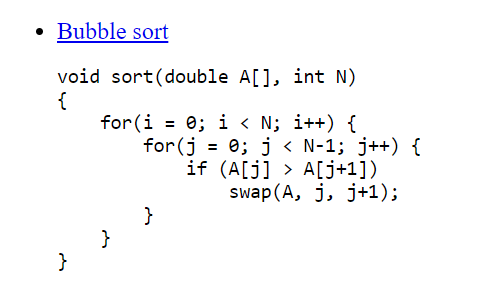 Bubble sort
void sort(double A[], int N)
{
    for(i = 0; i < N; i++) {
        for(j = 0; j < N-1; j++) {
            if (A[j] > A[j+1])
                swap(A, j, j+1);
        }
    }
}